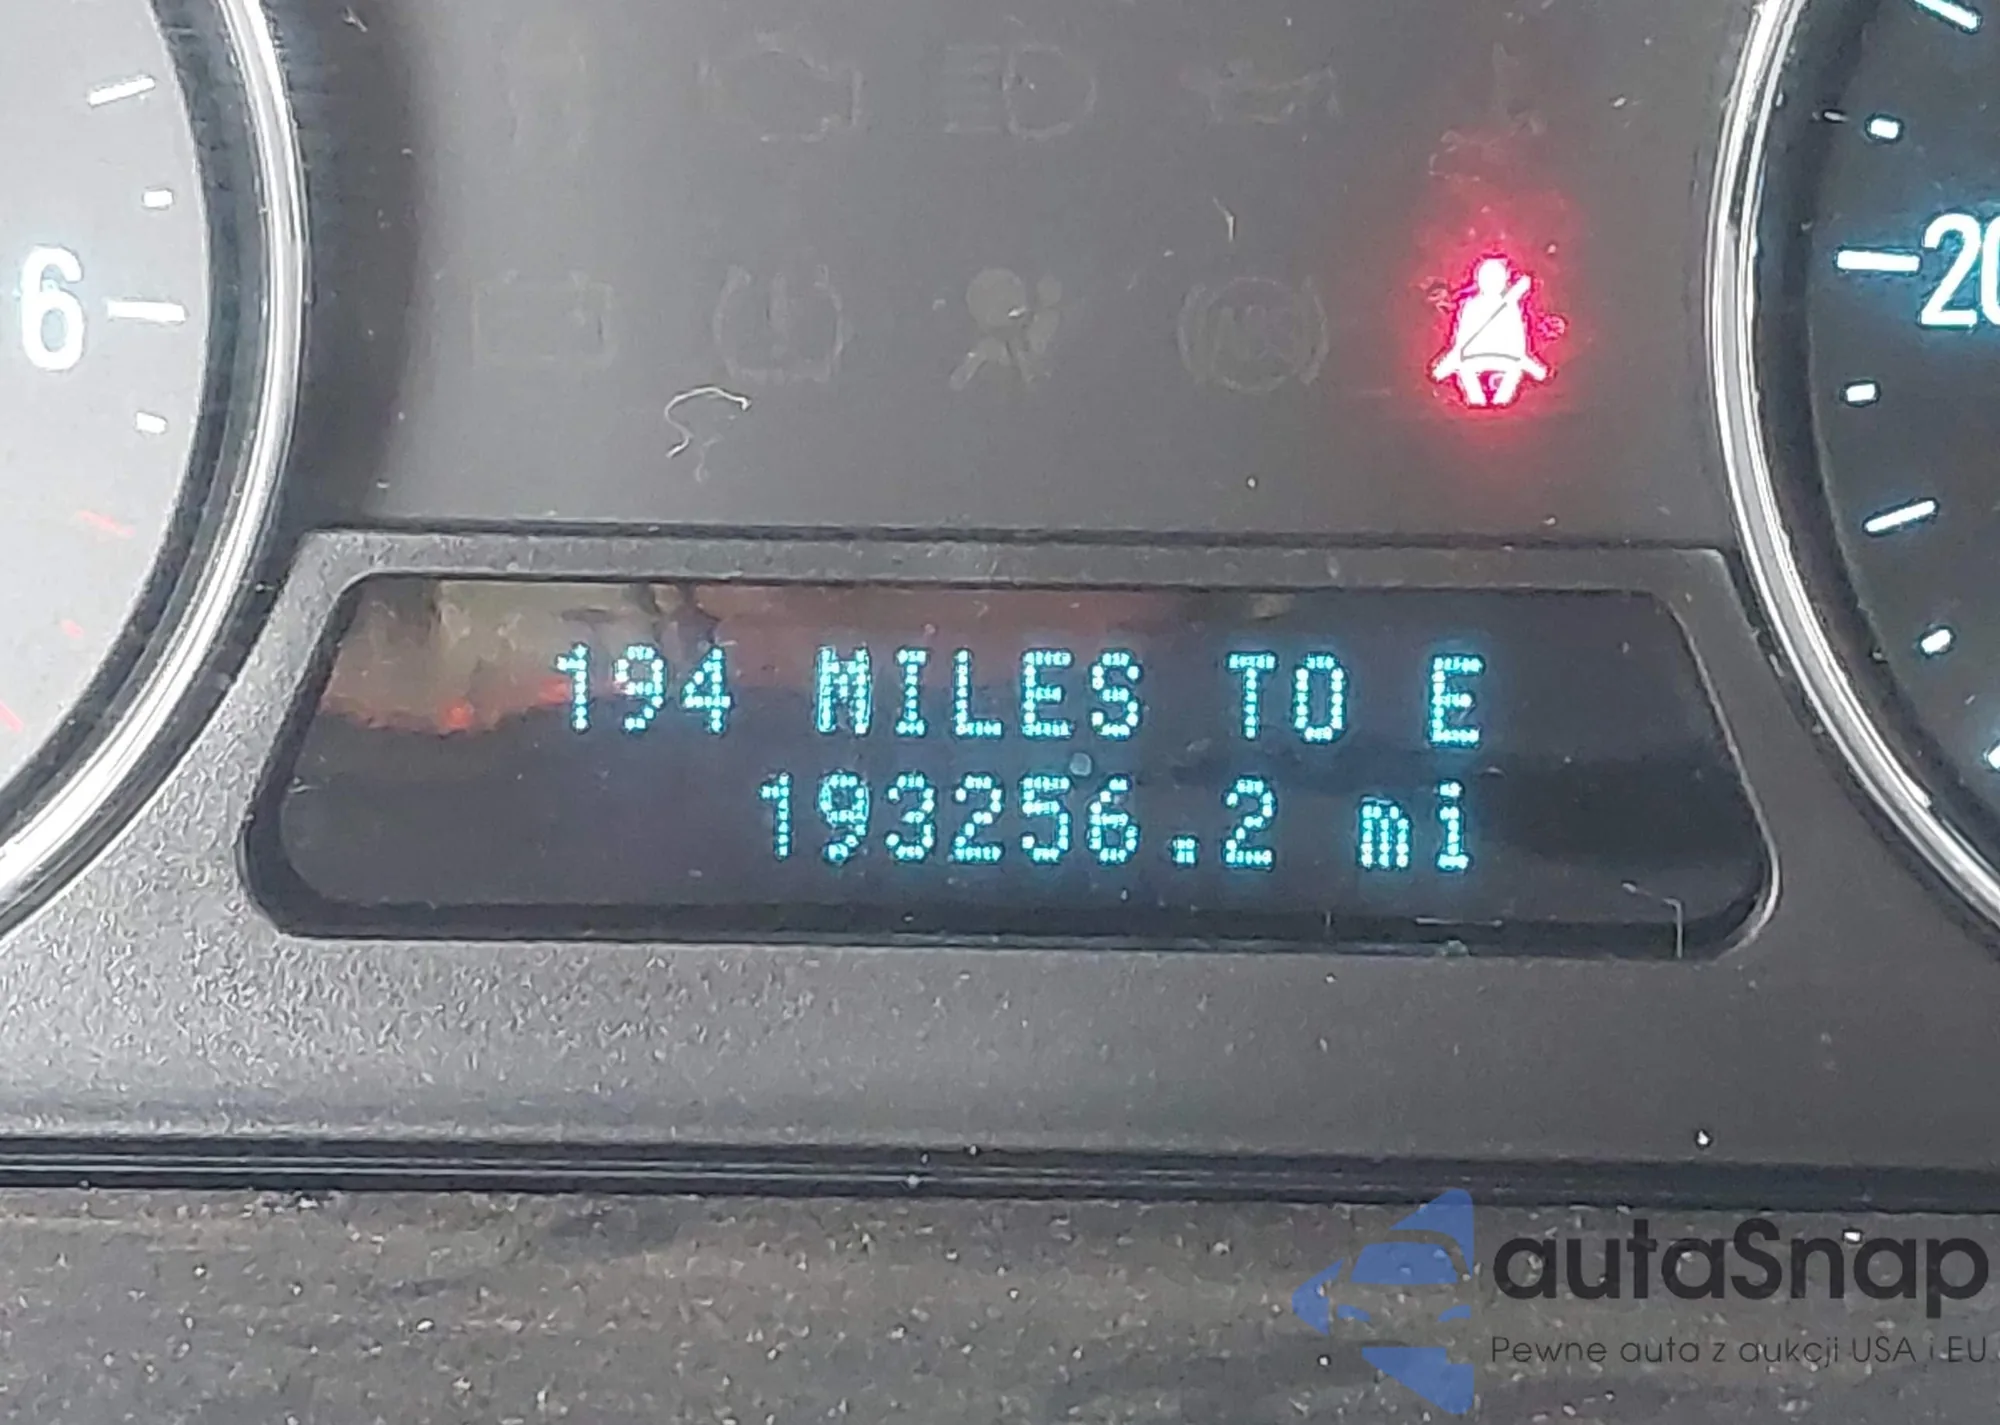 6
20
194 MILES TO E
193256.2 mi
autaSnap
Pewne auta z aukcji USA i EU